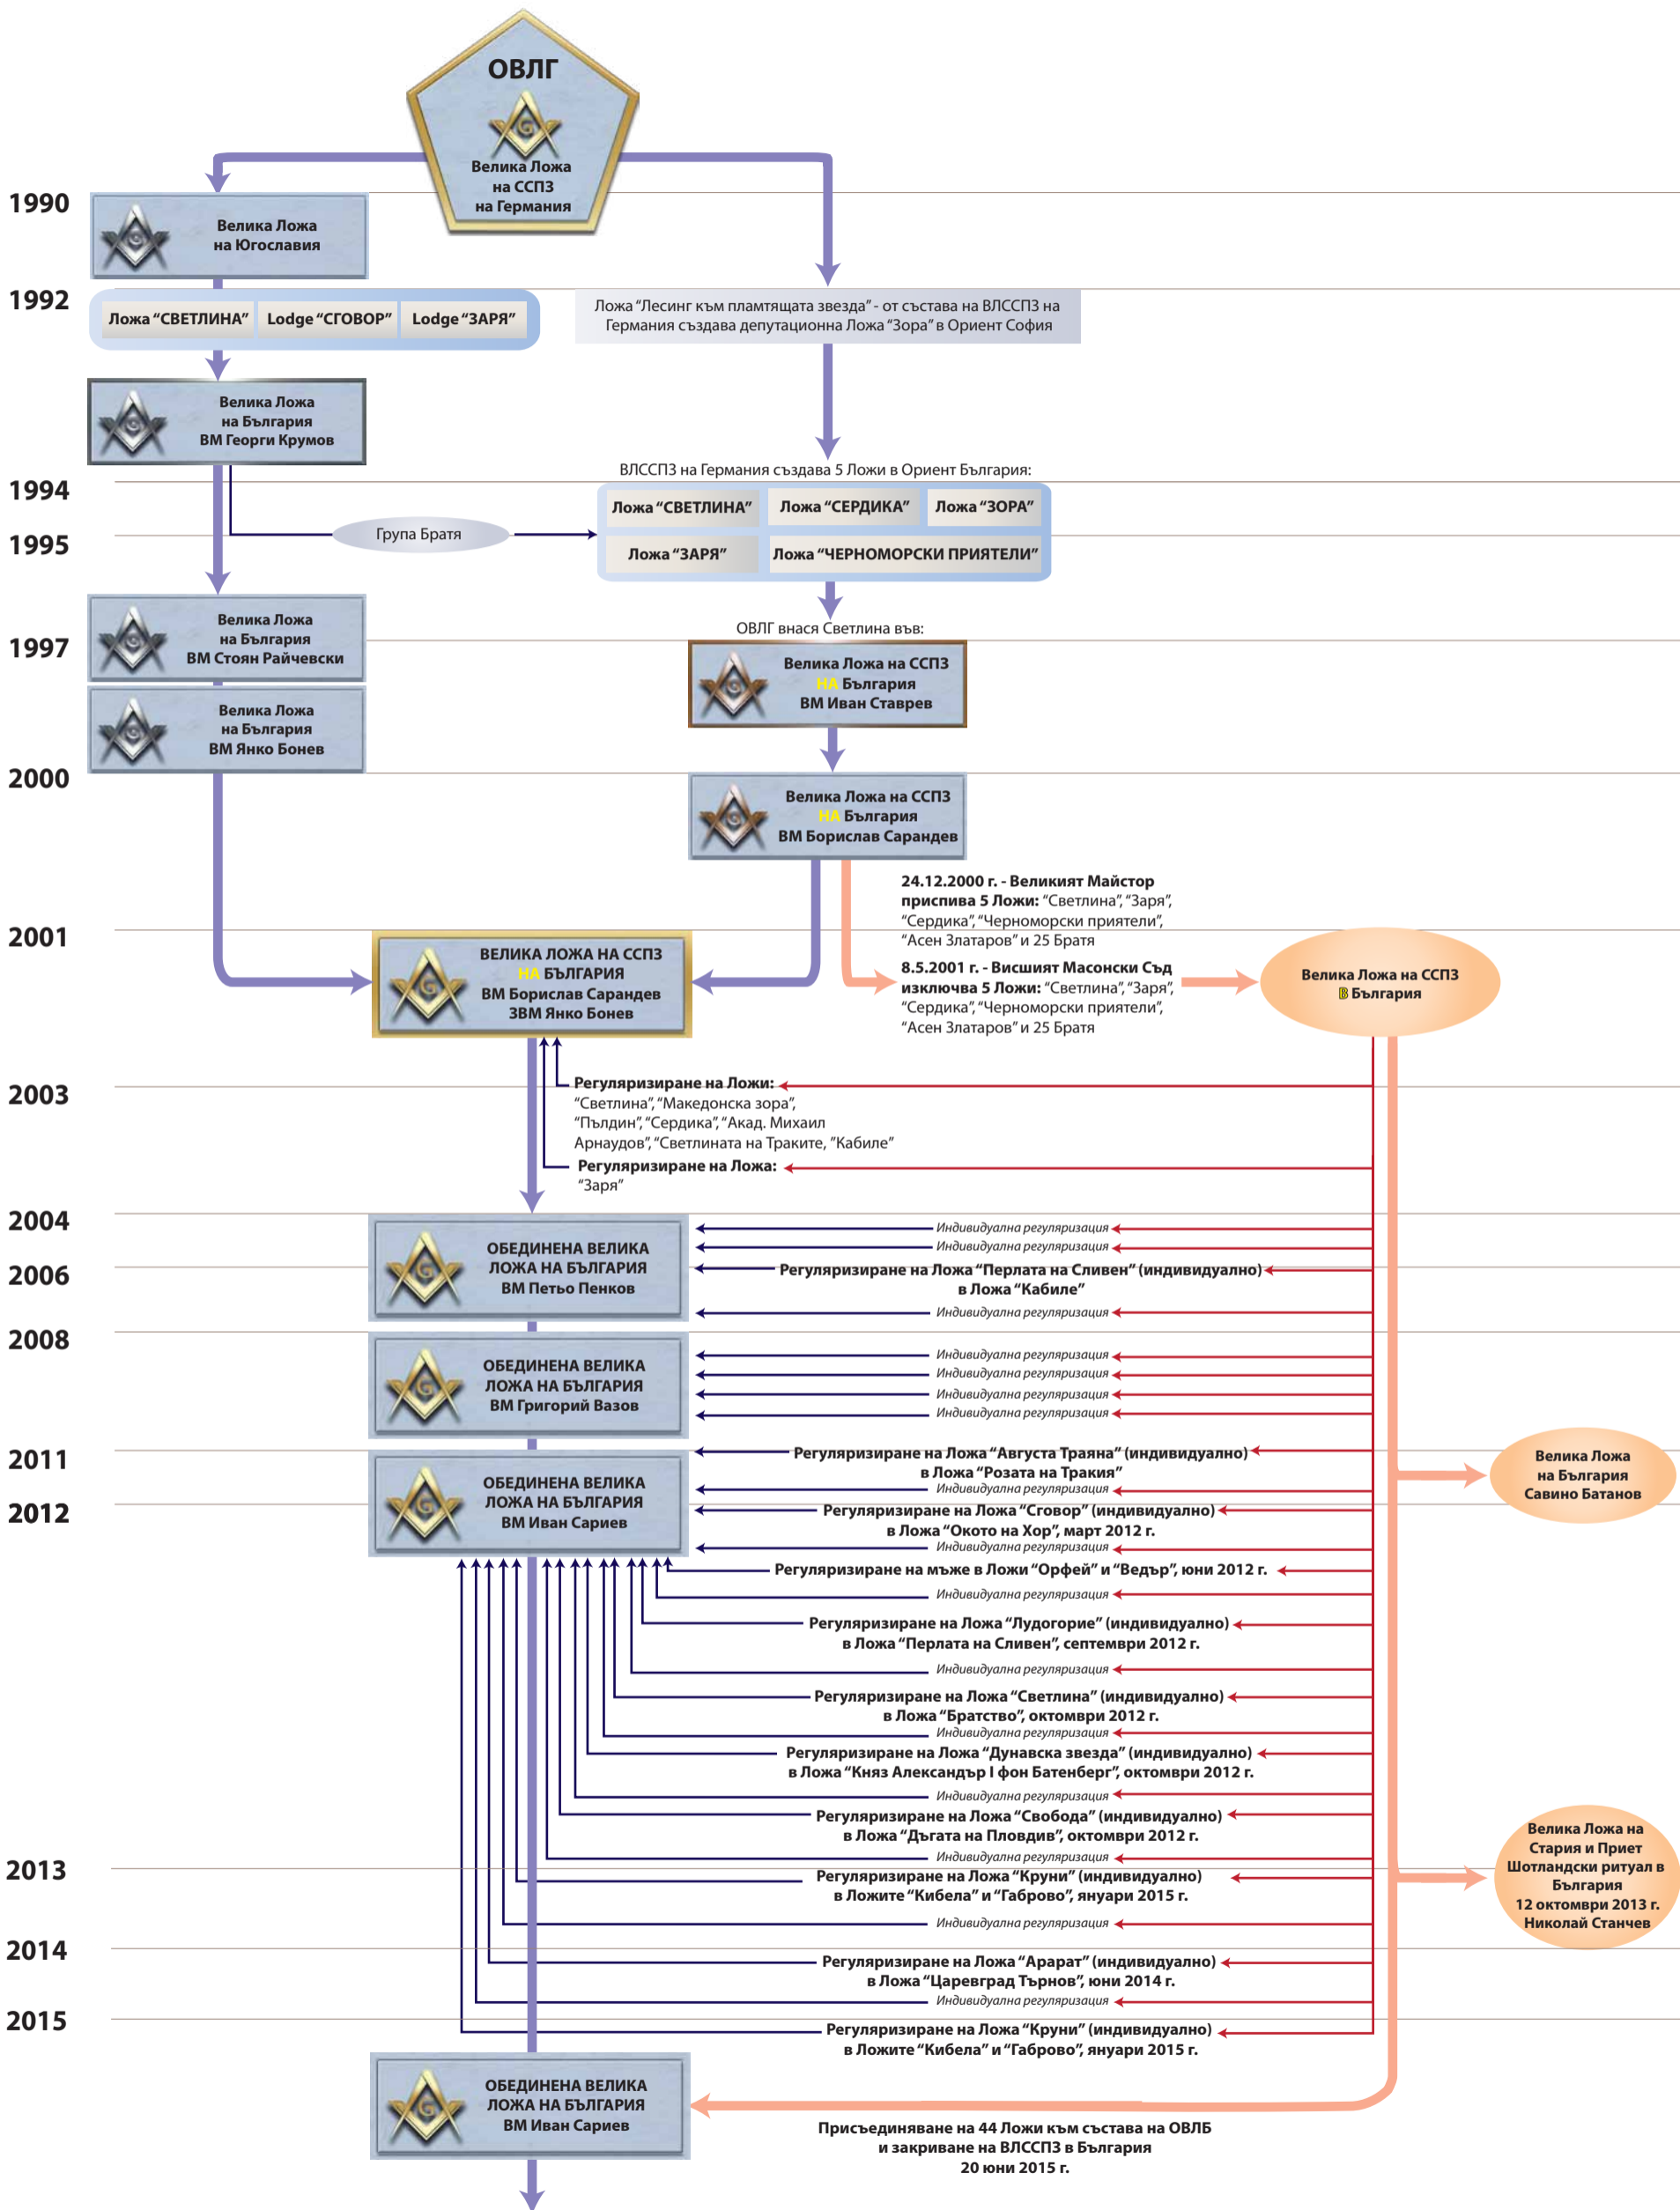 ОВЛГ
Велика Ложа
на ССПЗ
на Германия
1990
Велика Ложа
на Югославия
1992
Ложа “СВЕТЛИНА”
Lodge “СГОВОР”
Lodge “ЗАРЯ”
Ложа “Лесинг към пламтящата звезда” - от състава на ВЛССПЗ на
Германия създава депутационна Ложа “Зора” в Ориент София
Велика Ложа
на България
ВМ Георги Крумов
ВЛССПЗ на Германия създава 5 Ложи в Ориент България:
1994
Ложа “СВЕТЛИНА”
Ложа “СЕРДИКА”
Ложа “ЗОРА”
1995
Група Братя
Ложа “ЗАРЯ”
Ложа “ЧЕРНОМОРСКИ ПРИЯТЕЛИ”
Велика Ложа
на България
ВМ Стоян Райчевски
ОВЛГ внася Светлина във:
1997
Велика Ложа на ССПЗ
НА България
ВМ Иван Ставрев
Велика Ложа
на България
ВМ Янко Бонев
2000
Велика Ложа на ССПЗ
НА България
ВМ Борислав Сарандев
24.12.2000 г. - Великият Майстор
приспива 5 Ложи: “Светлина”, “Заря”,
“Сердика”, “Черноморски приятели”,
“Асен Златаров” и 25 Братя
2001
ВЕЛИКА ЛОЖА НА ССПЗ
НА БЪЛГАРИЯ
ВМ Борислав Сарандев
ЗВМ Янко Бонев
8.5.2001 г. - Висшият Масонски Съд
изключва 5 Ложи: “Светлина”, “Заря”,
“Сердика”, “Черноморски приятели”,
“Асен Златаров” и 25 Братя
Велика Ложа на ССПЗ
В България
2003
Регуляризиране на Ложи:
“Светлина”, “Македонска зора”,
“Пълдин”, “Сердика”, “Акад. Михаил
Арнаудов”, “Светлината на Траките, ”Кабиле”
Регуляризиране на Ложа:
“Заря”
2004
ОБЕДИНЕНА ВЕЛИКА
ЛОЖА НА БЪЛГАРИЯ
ВМ Петьо Пенков
Индивидуална регуляризация
Индивидуална регуляризация
2006
Регуляризиране на Ложа “Перлата на Сливен” (индивидуално)
в Ложа “Кабиле”
Индивидуална регуляризация
2008
ОБЕДИНЕНА ВЕЛИКА
ЛОЖА НА БЪЛГАРИЯ
ВМ Григорий Вазов
Индивидуална регуляризация
Индивидуална регуляризация
Индивидуална регуляризация
Индивидуална регуляризация
2011
Регуляризиране на Ложа “Августа Траяна” (индивидуално)
в Ложа “Розата на Тракия”
Велика Ложа
на България
Савино Батанов
ОБЕДИНЕНА ВЕЛИКА
ЛОЖА НА БЪЛГАРИЯ
ВМ Иван Сариев
Индивидуална регуляризация
2012
Регуляризиране на Ложа “Сговор” (индивидуално)
в Ложа “Окото на Хор”, март 2012 г.
Индивидуална регуляризация
Регуляризиране на мъже в Ложи “Орфей” и “Ведър”, юни 2012 г.
Индивидуална регуляризация
Регуляризиране на Ложа “Лудогорие” (индивидуално)
в Ложа “Перлата на Сливен”, септември 2012 г.
Индивидуална регуляризация
Регуляризиране на Ложа “Светлина” (индивидуално)
в Ложа “Братство”, октомври 2012 г.
Индивидуална регуляризация
Регуляризиране на Ложа “Дунавска звезда” (индивидуално)
в Ложа “Княз Александър I фон Батенберг”, октомври 2012 г.
Индивидуална регуляризация
Регуляризиране на Ложа “Свобода” (индивидуално)
в Ложа “Дъгата на Пловдив”, октомври 2012 г.
Индивидуална регуляризация
2013
Регуляризиране на Ложа “Круни” (индивидуално)
в Ложите “Кибела” и “Габрово”, януари 2015 г.
Велика Ложа на
Стария и Приет
Шотландски ритуал в
България
12 октомври 2013 г.
Николай Станчев
Индивидуална регуляризация
2014
Регуляризиране на Ложа “Арарат” (индивидуално)
в Ложа “Царевград Търнов”, юни 2014 г.
Индивидуална регуляризация
2015
Регуляризиране на Ложа “Круни” (индивидуално)
в Ложите “Кибела” и “Габрово”, януари 2015 г.
ОБЕДИНЕНА ВЕЛИКА
ЛОЖА НА БЪЛГАРИЯ
ВМ Иван Сариев
Присъединяване на 44 Ложи към състава на ОВЛБ
и закриване на ВЛССПЗ в България
20 юни 2015 г.